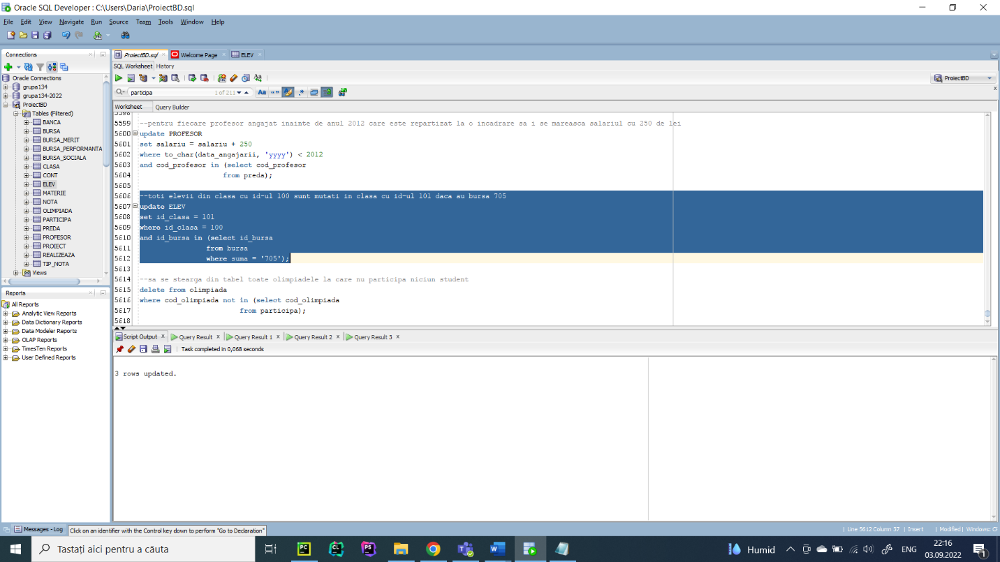 Oracle SQL Developer : C:\Users\Daria\ProiectBD.sql
File Edit View Navigate Run Source Team Tools Window Help
Connections
Oracle Connections
grupa134
grupa134-2022
ProiectBD
Tables (Filtered)
BANCA
BURSA
BURSA_MERIT
BURSA_PERFORMANTA
BURSA_SOCIALA
CLASA
CONT
ELEV
MATERIE
NOTA
OLIMPIADA
PARTICIPA
PREDA
PROFESOR
PROIECT
REALIZEAZA
TIP_NOTA
Views
Reports
All Reports
Analytic View Reports
Data Dictionary Reports
Data Modeler Reports
OLAP Reports
TimesTen Reports
User Defined Reports
ProiectBD.sql Welcome Page ELEV
SQL Worksheet History
ProiectBD
participa 1 of 211
Worksheet Query Builder
5598
5599 --pentru fiecare profesor angajat inainte de anul 2012 care este repartizat la o incadrare sa i se mareasca salariul cu 250 de lei
5600 update PROFESOR
5601 set salariu = salariu + 250
5602 where to_char(data_angajarii, 'yyyy') < 2012
5603 and cod_profesor in (select cod_profesor
5604 from preda);
5605
5606 --toti elevii din clasa cu id-ul 100 sunt mutati in clasa cu id-ul 101 daca au bursa 705
5607 update ELEV
5608 set id_clasa = 101
5609 where id_clasa = 100
5610 and id_bursa in (select id_bursa
5611 from bursa
5612 where suma = '705');
5613
5614 --sa se stearga din tabel toate olimpiadele la care nu participa niciun student
5615 delete from olimpiada
5616 where cod_olimpiada not in (select cod_olimpiada
5617 from participa);
5618
Script Output Query Result Query Result 1 Query Result 2 Query Result 3
Task completed in 0,068 seconds
3 rows updated.
Messages - Log Click on an identifier with the Control key down to perform "Go to Declaration"
Line 5612 Column 37 Insert Modified Windows: C
Tastați aici pentru a căuta
PC CL PS
Humid ENG
22:16
03.09.2022
1